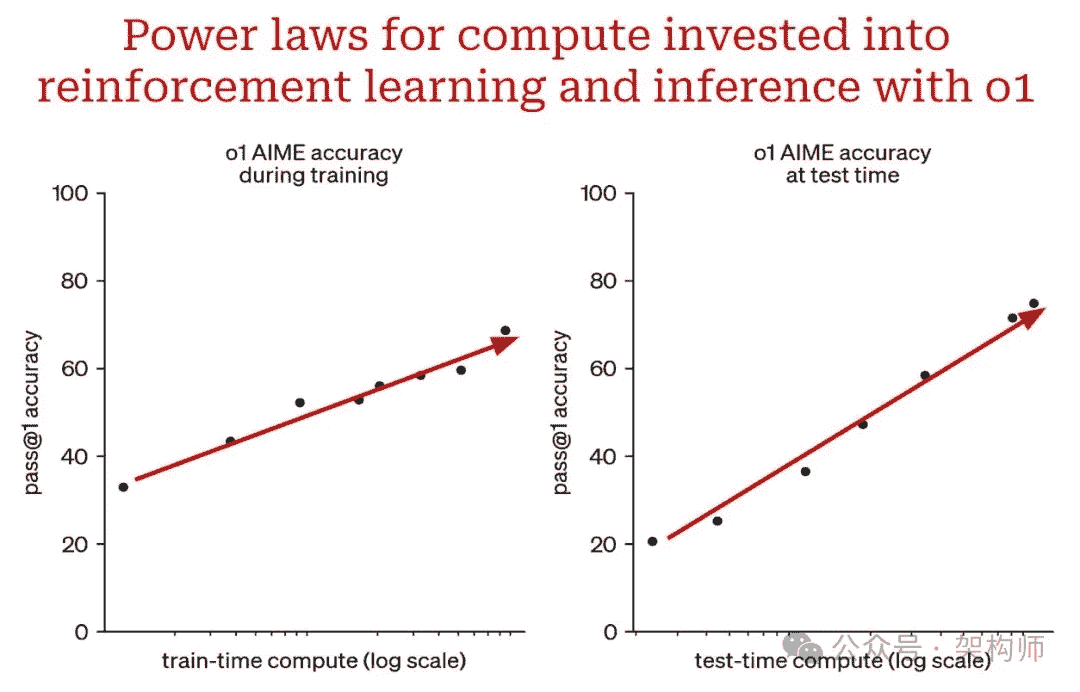 Power laws for compute invested into
reinforcement learning and inference with o1
o1 AIME accuracy
during training
100
80
60
40
20
0
pass@1 accuracy
train-time compute (log scale)
o1 AIME accuracy
at test time
100
80
60
40
20
0
pass@1 accuracy
test-time compute (log scale)
公众号 · 架构师